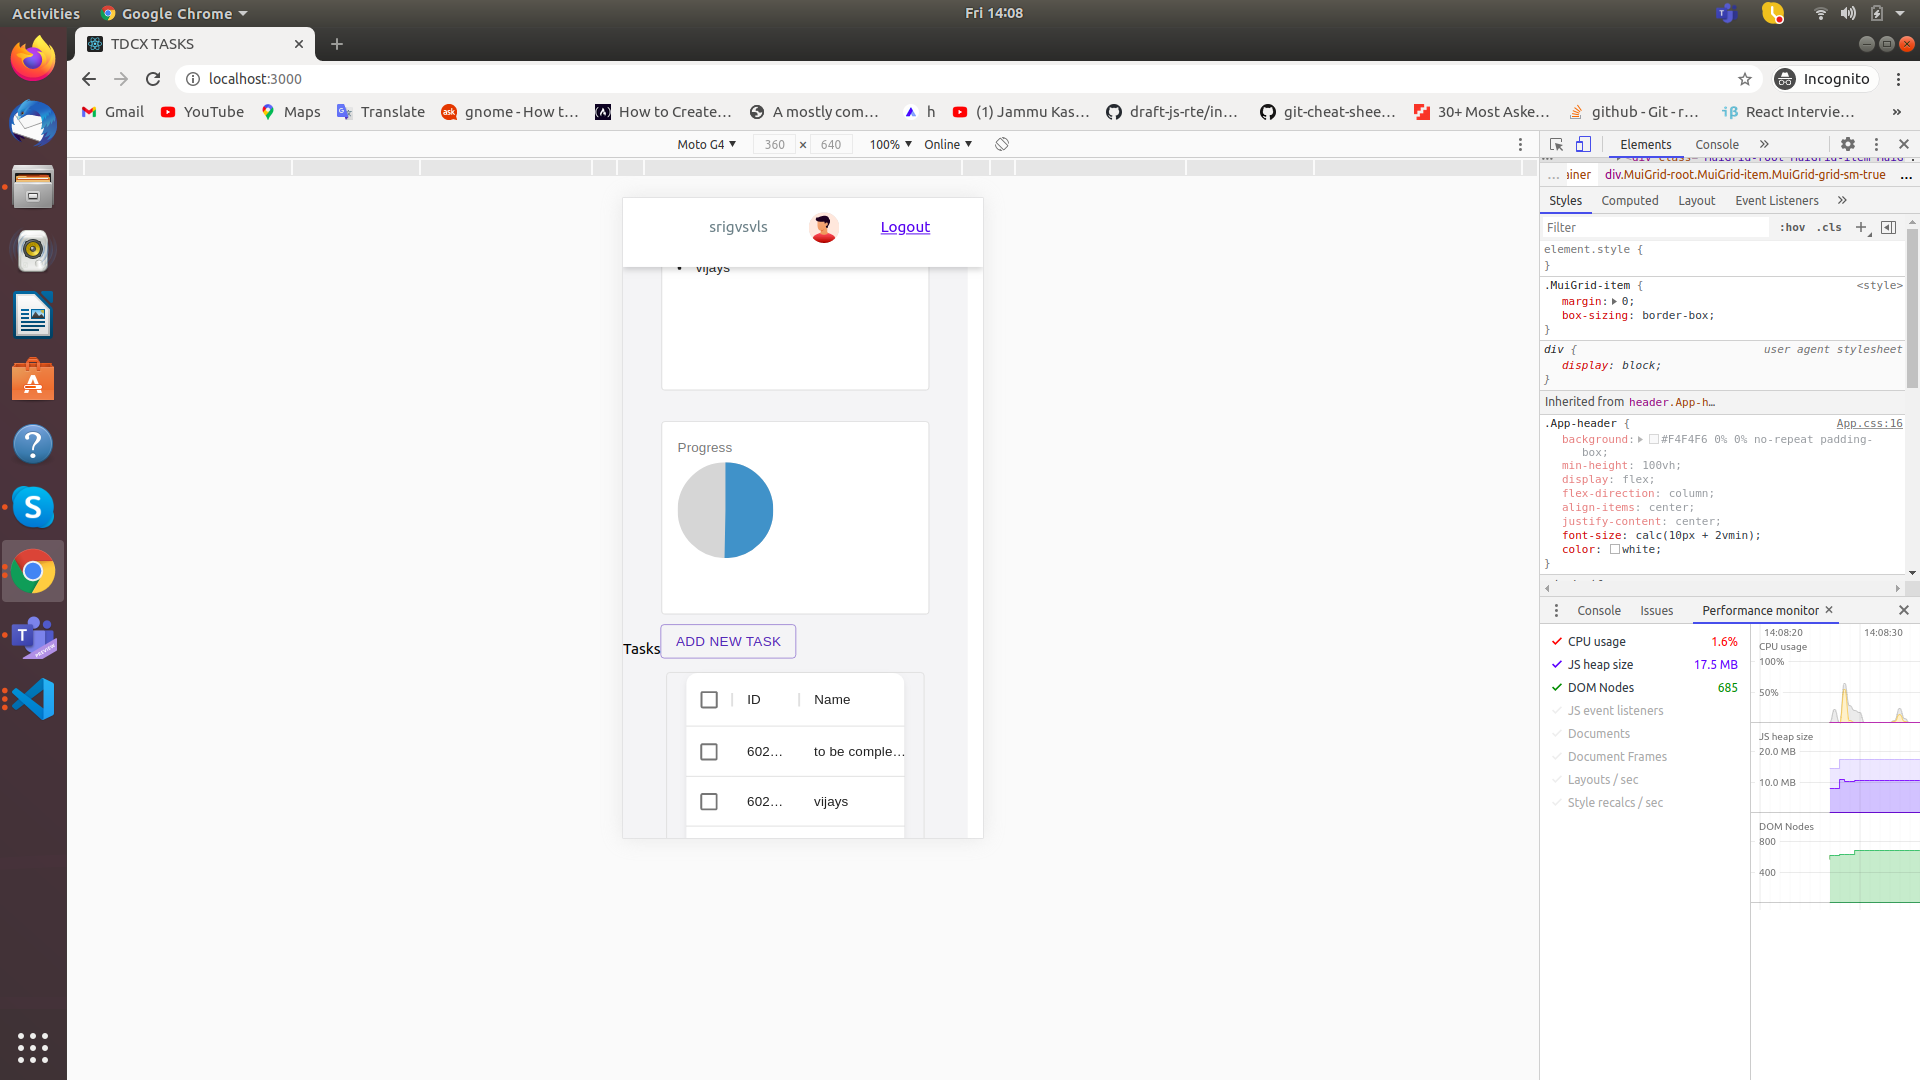 Activities
Google Chrome
Fri 14:08
TDCX TASKS
localhost:3000
Incognito
Gmail
YouTube
Maps
Translate
gnome - How t…
How to Create…
A mostly com…
h
(1) Jammu Kas…
draft-js-rte/in…
git-cheat-shee…
30+ Most Aske…
github - Git - r…
React Intervie…
»
Moto G4
360 × 640
100%
Online
srigvsvls
Logout
vijays
Progress
Tasks
ADD NEW TASK
ID
Name
602…
to be comple…
602…
vijays
Elements
Console
»
… ainer
div.MuiGrid-root.MuiGrid-item.MuiGrid-grid-sm-true
…
Styles
Computed
Layout
Event Listeners
»
Filter
:hov
.cls
element.style {
}
.MuiGrid-item {
<style>
margin: 0;
box-sizing: border-box;
}
div {
user agent stylesheet
display: block;
}
Inherited from header.App-h…
.App-header {
App.css:16
background: #F4F4F6 0% 0% no-repeat padding-
box;
min-height: 100vh;
display: flex;
flex-direction: column;
align-items: center;
justify-content: center;
font-size: calc(10px + 2vmin);
color: white;
}
Console
Issues
Performance monitor
CPU usage
1.6%
JS heap size
17.5 MB
DOM Nodes
685
JS event listeners
Documents
Document Frames
Layouts / sec
Style recalcs / sec
14:08:20
14:08:30
CPU usage
100%
50%
JS heap size
20.0 MB
10.0 MB
DOM Nodes
800
400